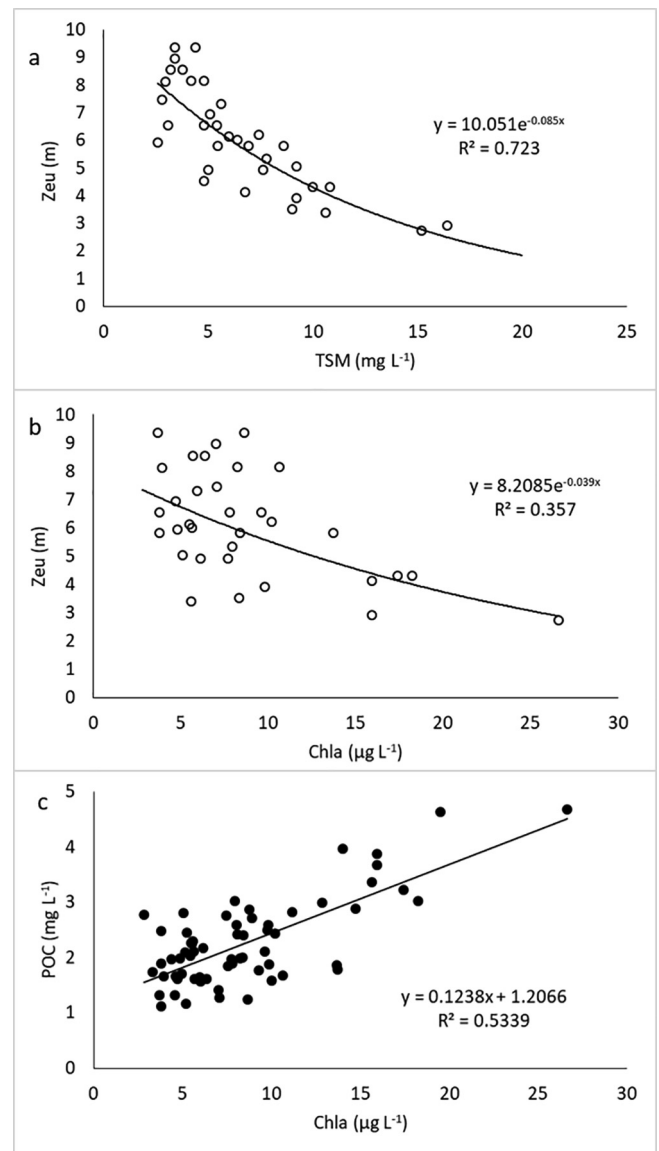 a
10
9
8
7
6
5
4
3
2
1
0
Zeu (m)
y = 10.051e^-0.085x
R² = 0.723
0 5 10 15 20 25
TSM (mg L⁻¹)
b
10
9
8
7
6
5
4
3
2
1
0
Zeu (m)
y = 8.2085e^-0.039x
R² = 0.357
0 5 10 15 20 25 30
Chla (µg L⁻¹)
c
5
4
3
2
1
0
POC (mg L⁻¹)
y = 0.1238x + 1.2066
R² = 0.5339
0 5 10 15 20 25 30
Chla (µg L⁻¹)